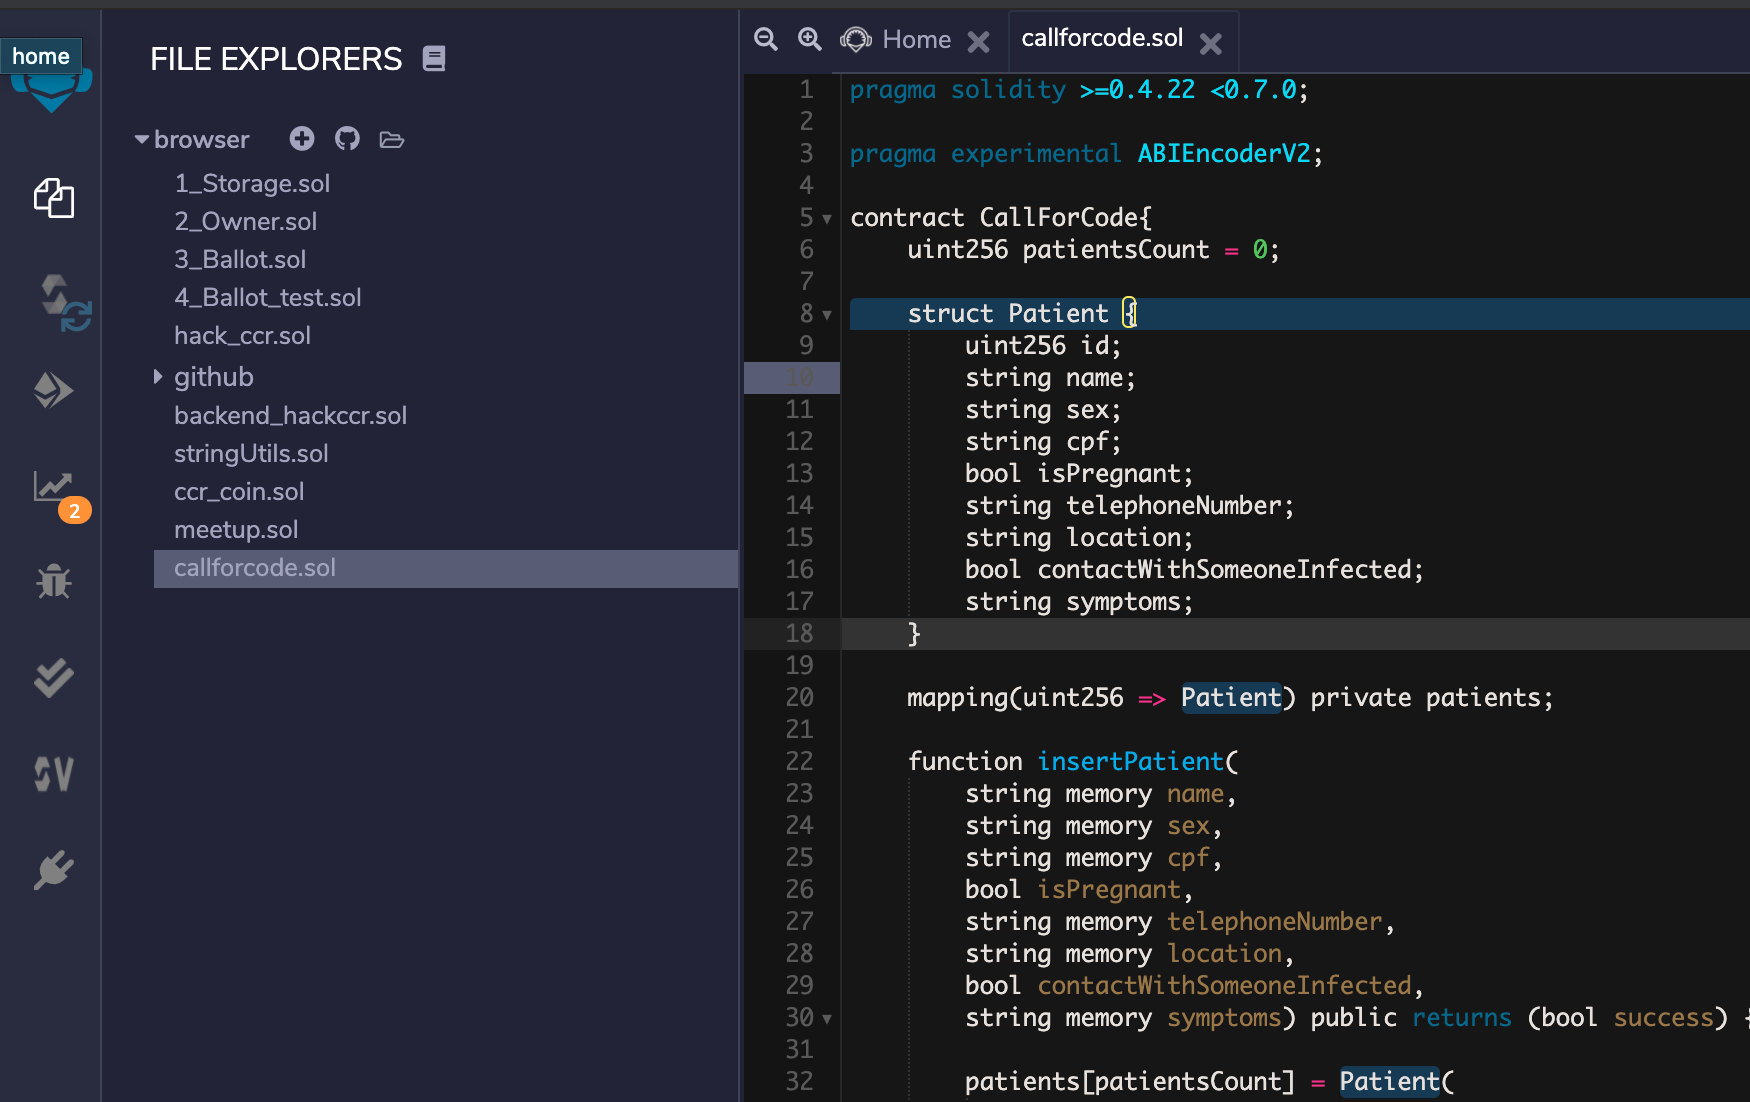 home
FILE EXPLORERS
browser
1_Storage.sol
2_Owner.sol
3_Ballot.sol
4_Ballot_test.sol
hack_ccr.sol
github
backend_hackccr.sol
stringUtils.sol
ccr_coin.sol
meetup.sol
callforcode.sol
2
SV
Home
callforcode.sol
1 pragma solidity >=0.4.22 <0.7.0;
2
3 pragma experimental ABIEncoderV2;
4
5 contract CallForCode{
6 uint256 patientsCount = 0;
7
8 struct Patient {
9 uint256 id;
10 string name;
11 string sex;
12 string cpf;
13 bool isPregnant;
14 string telephoneNumber;
15 string location;
16 bool contactWithSomeoneInfected;
17 string symptoms;
18 }
19
20 mapping(uint256 => Patient) private patients;
21
22 function insertPatient(
23 string memory name,
24 string memory sex,
25 string memory cpf,
26 bool isPregnant,
27 string memory telephoneNumber,
28 string memory location,
29 bool contactWithSomeoneInfected,
30 string memory symptoms) public returns (bool success) {
31
32 patients[patientsCount] = Patient(